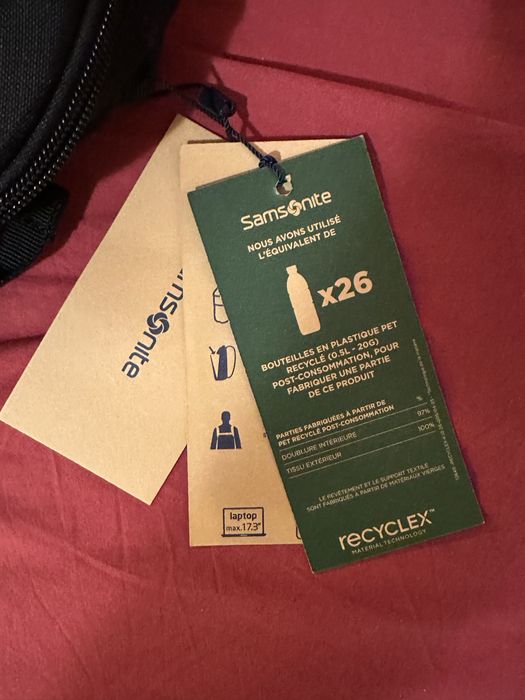 Samsonite
NOUS AVONS UTILISÉ
L'ÉQUIVALENT DE
x26
BOUTEILLES EN PLASTIQUE PET
RECYCLÉ (0.5L - 20G)
POST-CONSOMMATION, POUR
FABRIQUER UNE PARTIE
DE CE PRODUIT
PARTIES FABRIQUÉES À PARTIR DE
PET RECYCLÉ POST-CONSOMMATION %
DOUBLURE INTÉRIEURE 97%
TISSU EXTÉRIEUR 100%
LE REVÊTEMENT ET LE SUPPORT TEXTILE
SONT FABRIQUÉS À PARTIR DE MATÉRIAUX VIERGES
reCYCLEX™
MATERIAL TECHNOLOGY
laptop
max.17.3"
msonite